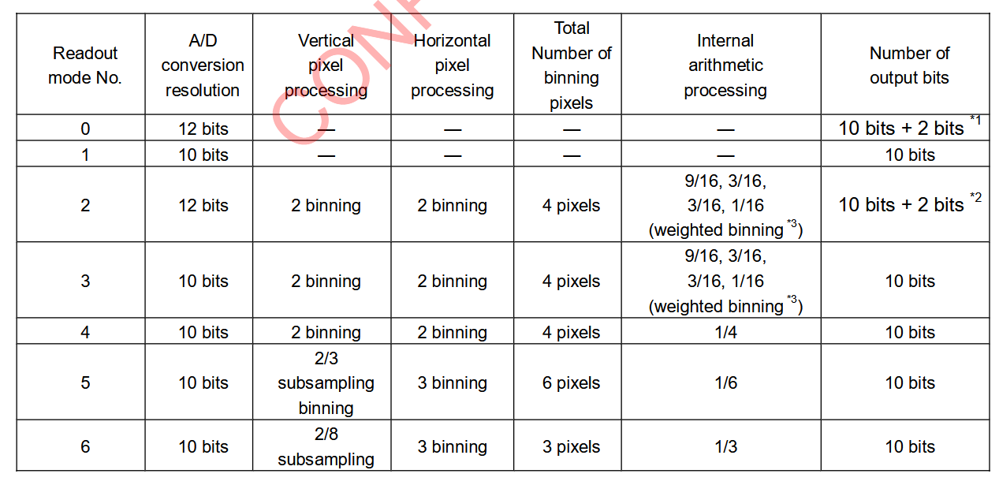 Readout mode No. | A/D conversion resolution | Vertical pixel processing | Horizontal pixel processing | Total Number of binning pixels | Internal arithmetic processing | Number of output bits
0 | 12 bits | — | — | — | — | 10 bits + 2 bits *1
1 | 10 bits | — | — | — | — | 10 bits
2 | 12 bits | 2 binning | 2 binning | 4 pixels | 9/16, 3/16, 3/16, 1/16 (weighted binning *3) | 10 bits + 2 bits *2
3 | 10 bits | 2 binning | 2 binning | 4 pixels | 9/16, 3/16, 3/16, 1/16 (weighted binning *3) | 10 bits
4 | 10 bits | 2 binning | 2 binning | 4 pixels | 1/4 | 10 bits
5 | 10 bits | 2/3 subsampling binning | 3 binning | 6 pixels | 1/6 | 10 bits
6 | 10 bits | 2/8 subsampling | 3 binning | 3 pixels | 1/3 | 10 bits